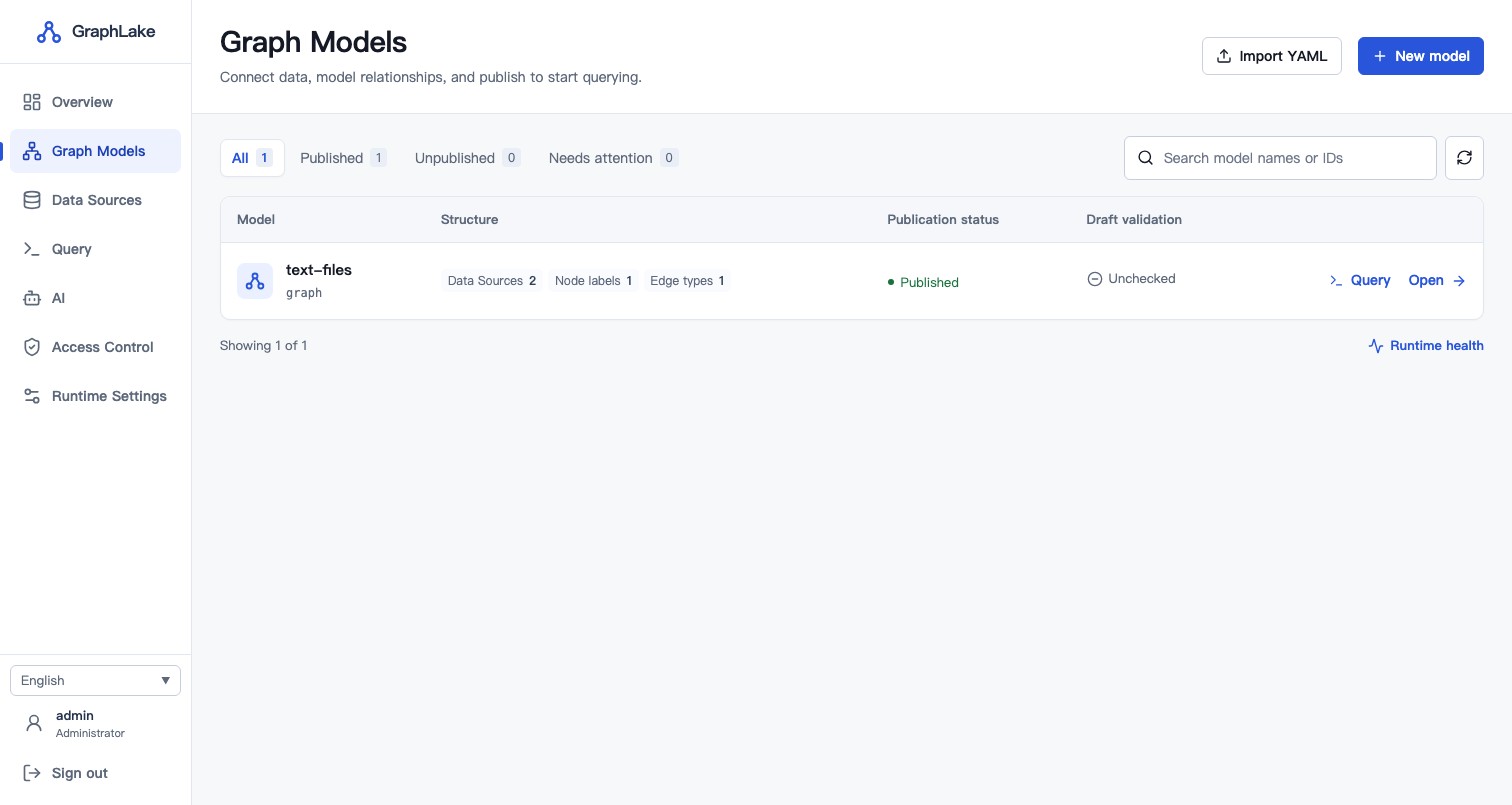 GraphLake
Overview
Graph Models
Data Sources
Query
AI
Access Control
Runtime Settings
English
admin
Administrator
Sign out
Graph Models
Connect data, model relationships, and publish to start querying.
Import YAML
New model
All 1
Published 1
Unpublished 0
Needs attention 0
Search model names or IDs
Model Structure Publication status Draft validation
text-files
graph
Data Sources 2 Node labels 1 Edge types 1
Published
Unchecked
Query
Open
Showing 1 of 1
Runtime health